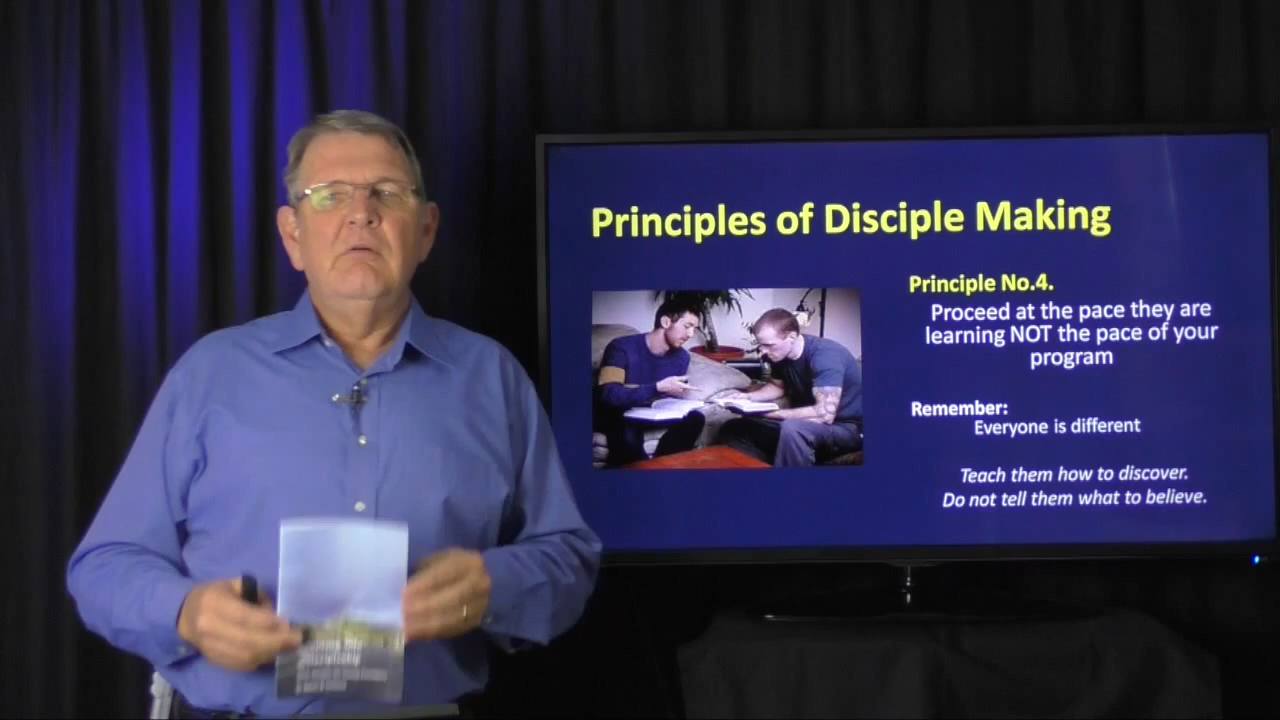 Principles of Disciple Making
Principle No.4.
Proceed at the pace they are
learning NOT the pace of your
program
Remember:
Everyone is different
Teach them how to discover.
Do not tell them what to believe.